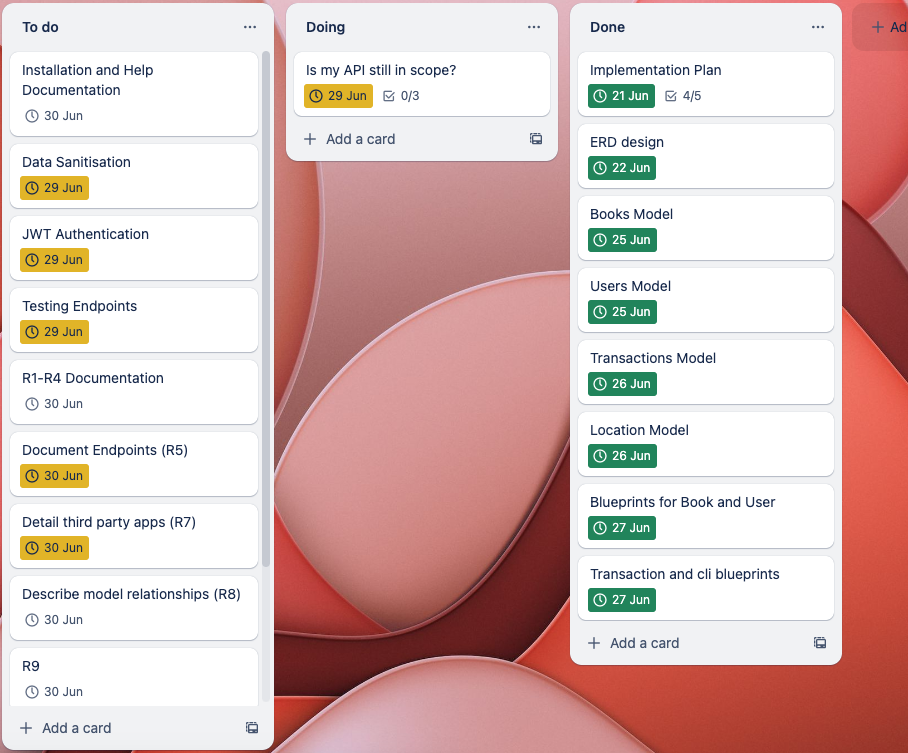 To do
Installation and Help
Documentation
30 Jun
Data Sanitisation
29 Jun
JWT Authentication
29 Jun
Testing Endpoints
29 Jun
R1-R4 Documentation
30 Jun
Document Endpoints (R5)
30 Jun
Detail third party apps (R7)
30 Jun
Describe model relationships (R8)
30 Jun
R9
30 Jun
+ Add a card
Doing
Is my API still in scope?
29 Jun 0/3
+ Add a card
Done
Implementation Plan
21 Jun 4/5
ERD design
22 Jun
Books Model
25 Jun
Users Model
25 Jun
Transactions Model
26 Jun
Location Model
26 Jun
Blueprints for Book and User
27 Jun
Transaction and cli blueprints
27 Jun
+ Add a card
+ Ad